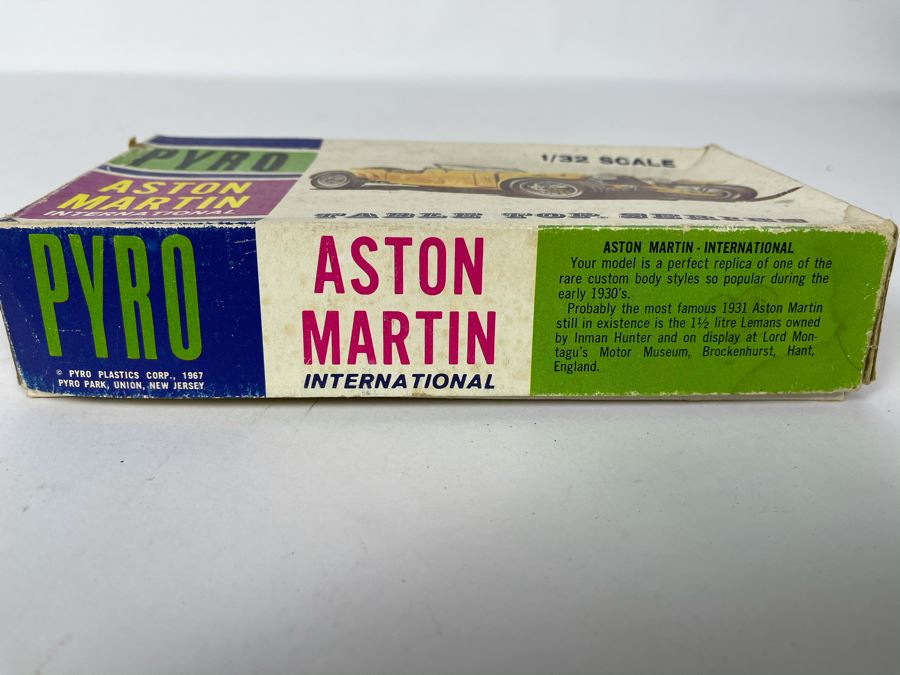 PYRO
ASTON
MARTIN
INTERNATIONAL
1/32 SCALE
TABLE TOP SERIES
PYRO
© PYRO PLASTICS CORP., 1967
PYRO PARK, UNION, NEW JERSEY
ASTON
MARTIN
INTERNATIONAL
ASTON MARTIN - INTERNATIONAL
Your model is a perfect replica of one of the
rare custom body styles so popular during the
early 1930's.
Probably the most famous 1931 Aston Martin
still in existence is the 1½ litre Lemans owned
by Inman Hunter and on display at Lord Mon-
tagu's Motor Museum, Brockenhurst, Hant,
England.